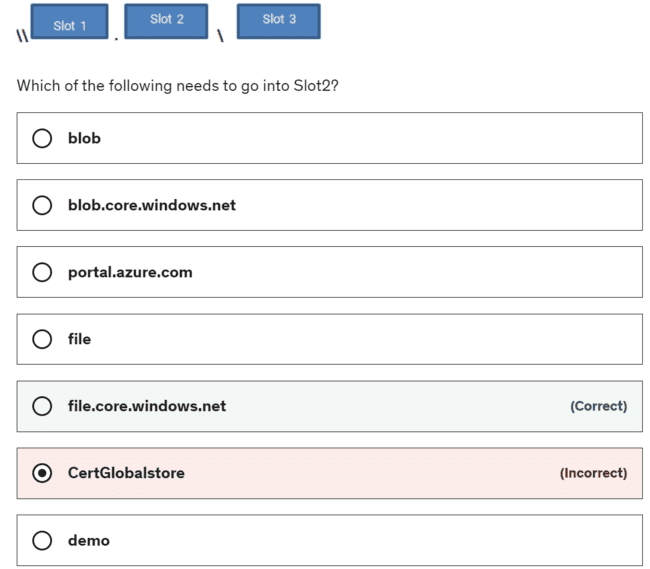 \\ Slot 1 . Slot 2 \ Slot 3
Which of the following needs to go into Slot2?
blob
blob.core.windows.net
portal.azure.com
file
file.core.windows.net (Correct)
CertGlobalstore (Incorrect)
demo